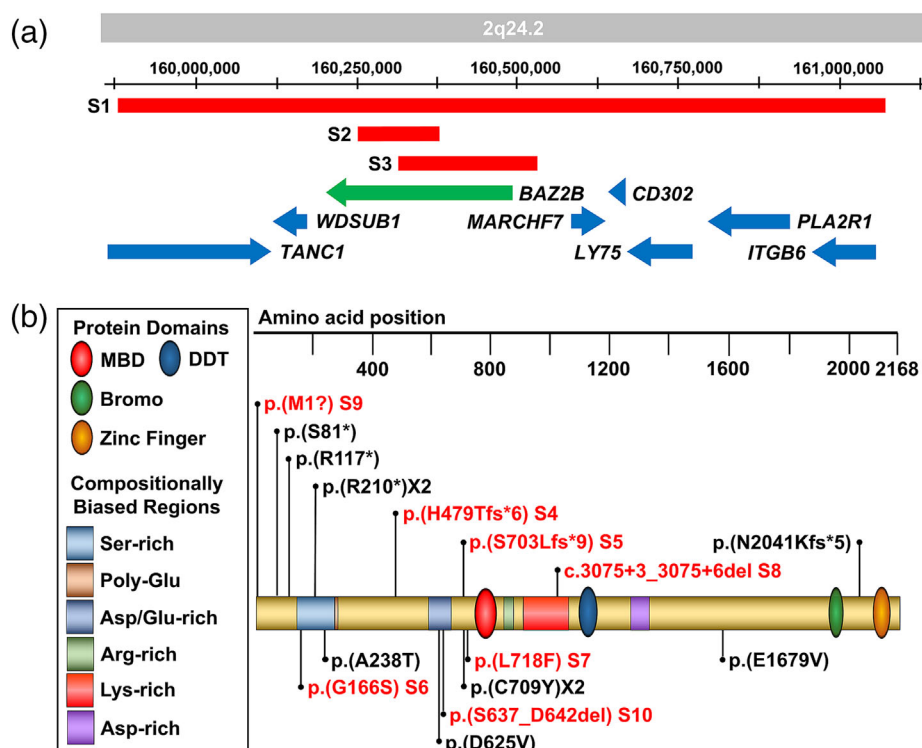 (a)
2q24.2
160,000,000 160,250,000 160,500,000 160,750,000 161,000,000
S1
S2
S3
BAZ2B CD302
WDSUB1 MARCHF7 PLA2R1
TANC1 LY75 ITGB6
(b)
Protein Domains
MBD DDT
Bromo
Zinc Finger
Compositionally
Biased Regions
Ser-rich
Poly-Glu
Asp/Glu-rich
Arg-rich
Lys-rich
Asp-rich
Amino acid position
400 800 1200 1600 2000 2168
p.(M1?) S9
p.(S81*)
p.(R117*)
p.(R210*)X2
p.(H479Tfs*6) S4
p.(S703Lfs*9) S5 p.(N2041Kfs*5)
c.3075+3_3075+6del S8
p.(A238T) p.(L718F) S7 p.(E1679V)
p.(G166S) S6 p.(C709Y)X2
p.(S637_D642del) S10
p.(D625V)